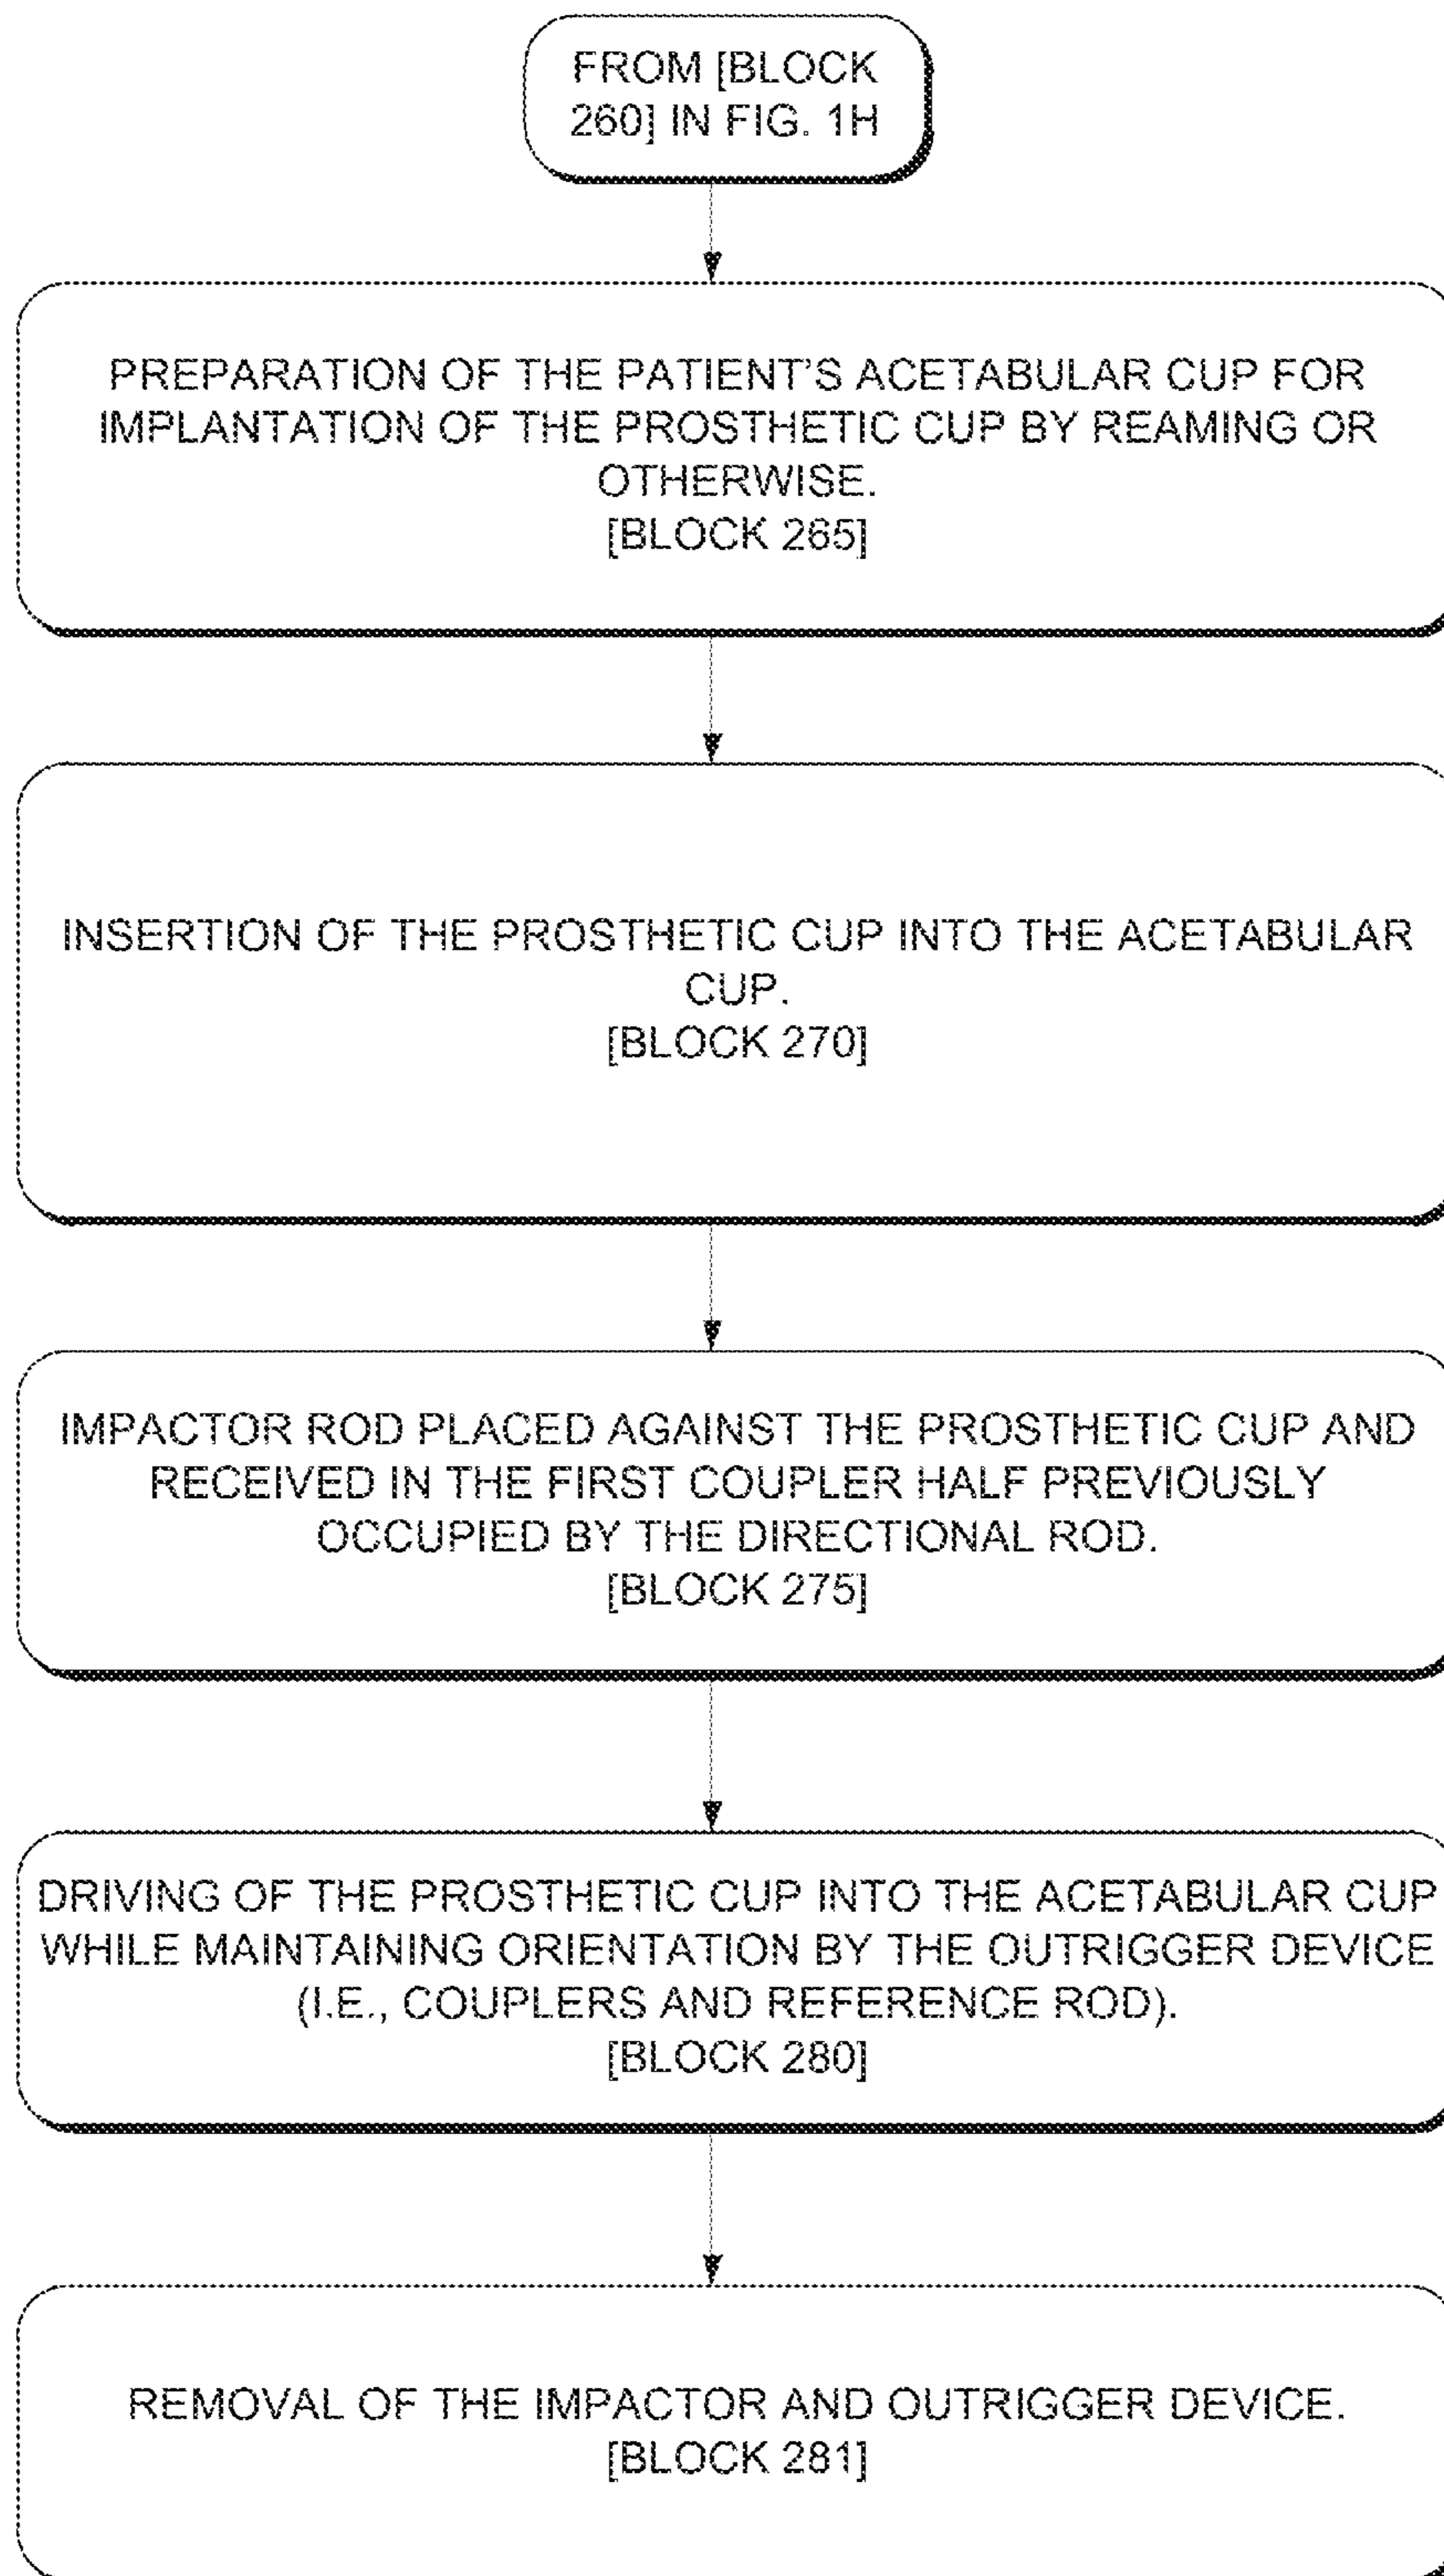 FROM [BLOCK
260] IN FIG. 1H
PREPARATION OF THE PATIENT'S ACETABULAR CUP FOR
IMPLANTATION OF THE PROSTHETIC CUP BY REAMING OR
OTHERWISE.
[BLOCK 265]
INSERTION OF THE PROSTHETIC CUP INTO THE ACETABULAR
CUP.
[BLOCK 270]
IMPACTOR ROD PLACED AGAINST THE PROSTHETIC CUP AND
RECEIVED IN THE FIRST COUPLER HALF PREVIOUSLY
OCCUPIED BY THE DIRECTIONAL ROD.
[BLOCK 275]
DRIVING OF THE PROSTHETIC CUP INTO THE ACETABULAR CUP
WHILE MAINTAINING ORIENTATION BY THE OUTRIGGER DEVICE
(I.E., COUPLERS AND REFERENCE ROD).
[BLOCK 280]
REMOVAL OF THE IMPACTOR AND OUTRIGGER DEVICE.
[BLOCK 281]